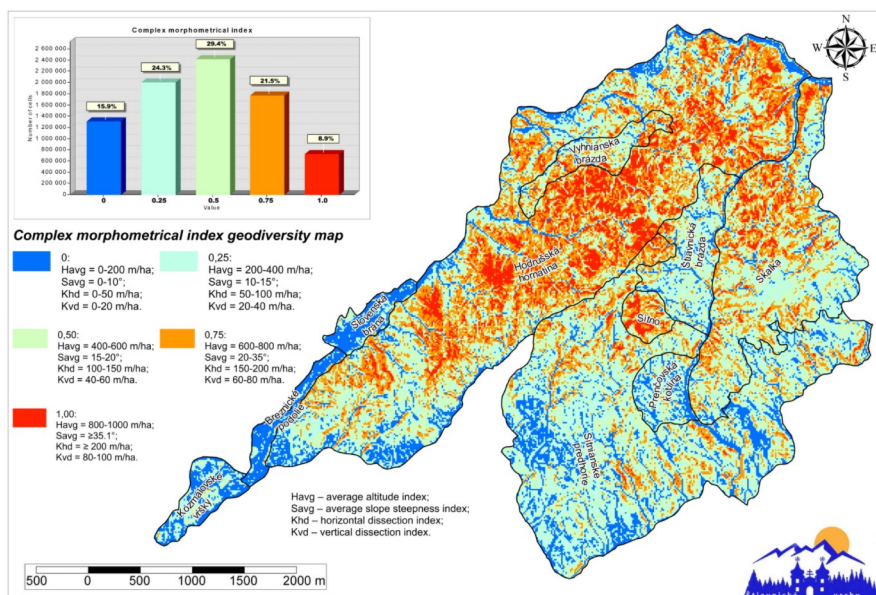 Complex morphometrical index
Number of cells
2 600 000
2 400 000
2 200 000
2 000 000
1 800 000
1 600 000
1 400 000
1 200 000
1 000 000
800 000
600 000
400 000
200 000
0
15.9%
24.3%
29.4%
21.5%
8.9%
0 0.25 0.5 0.75 1.0
Value
N
W E
S
Complex morphometrical index geodiversity map
0:
Havg = 0-200 m/ha;
Savg = 0-10°;
Khd = 0-50 m/ha;
Kvd = 0-20 m/ha.
0,25:
Havg = 200-400 m/ha;
Savg = 10-15°;
Khd = 50-100 m/ha;
Kvd = 20-40 m/ha.
0,50:
Havg = 400-600 m/ha;
Savg = 15-20°;
Khd = 100-150 m/ha;
Kvd = 40-60 m/ha.
0,75:
Havg = 600-800 m/ha;
Savg = 20-35°;
Khd = 150-200 m/ha;
Kvd = 60-80 m/ha.
1,00:
Havg = 800-1000 m/ha;
Savg = ≥35.1°;
Khd = ≥ 200 m/ha;
Kvd = 80-100 m/ha.
Vyhnianska
brázda
Hodrušská
hornatina
Štiavnická
brázda
Skalka
Sitno
Slovenská
brána
Prenčovská
kotlina
Breznické
podolie
Sitnianske
predhorie
Kozmálovské
vŕšky
Havg – average altitude index;
Savg – average slope steepness index;
Khd – horizontal dissection index;
Kvd – vertical dissection index.
500 0 500 1000 1500 2000 m